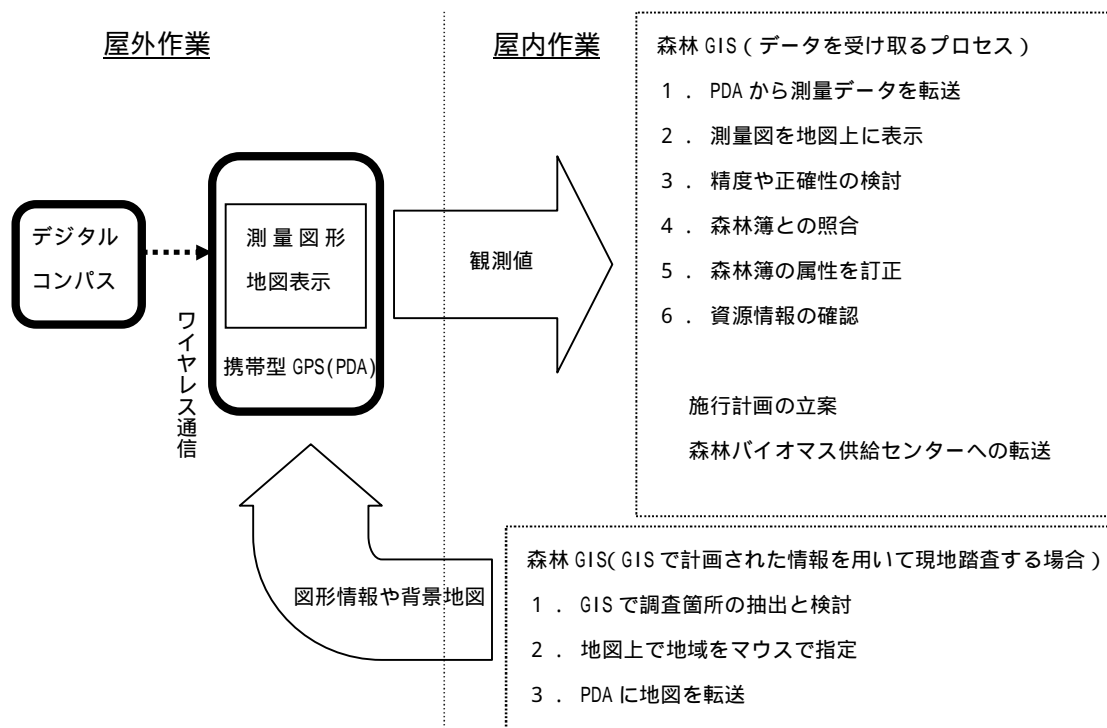 屋外作業
屋内作業
デジタル
コンパス
ワイヤレス通信
測量図形
地図表示
携帯型 GPS(PDA)
観測値
森林 GIS(データを受け取るプロセス)
1. PDA から測量データを転送
2. 測量図を地図上に表示
3. 精度や正確性の検討
4. 森林簿との照合
5. 森林簿の属性を訂正
6. 資源情報の確認
施行計画の立案
森林バイオマス供給センターへの転送
図形情報や背景地図
森林 GIS(GIS で計画された情報を用いて現地踏査する場合)
1. GIS で調査箇所の抽出と検討
2. 地図上で地域をマウスで指定
3. PDA に地図を転送